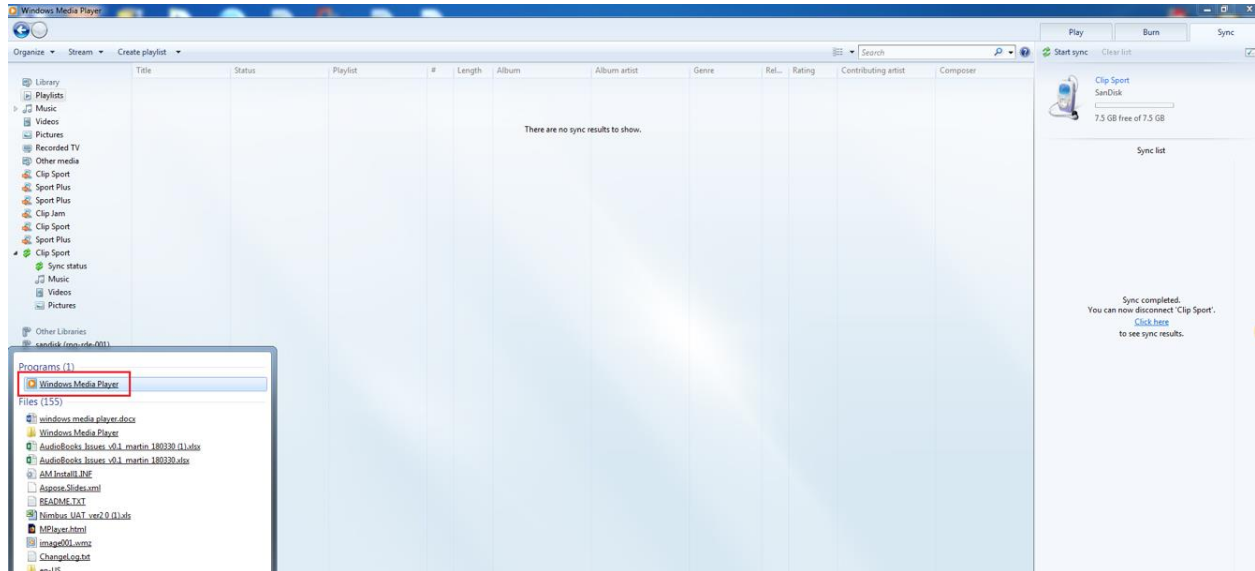 Windows Media Player
Play Burn Sync
Organize Stream Create playlist Search Start sync Clear list
Title Status Playlist # Length Album Album artist Genre Rel... Rating Contributing artist Composer
Library
Playlists
Music
Videos
Pictures
Recorded TV
Other media
Clip Sport
Sport Plus
Sport Plus
Clip Jam
Clip Sport
Sport Plus
Clip Sport
Sync status
Music
Videos
Pictures
Other Libraries
sandisk (mp-rde-001)
There are no sync results to show.
Clip Sport
SanDisk
7.5 GB free of 7.5 GB
Sync list
Sync completed.
You can now disconnect 'Clip Sport'.
Click here
to see sync results.
Programs (1)
Windows Media Player
Files (155)
windows media player.docx
Windows Media Player
AudioBooks Issues v0.1 martin 180330 (1).xlsx
AudioBooks Issues v0.1 martin 180330.xlsx
AM Install1.INF
Aspose.Slides.xml
README.TXT
Nimbus UAT ver2 0 (1).xls
MPlayer.html
image001.wmz
ChangeLog.txt
en-US